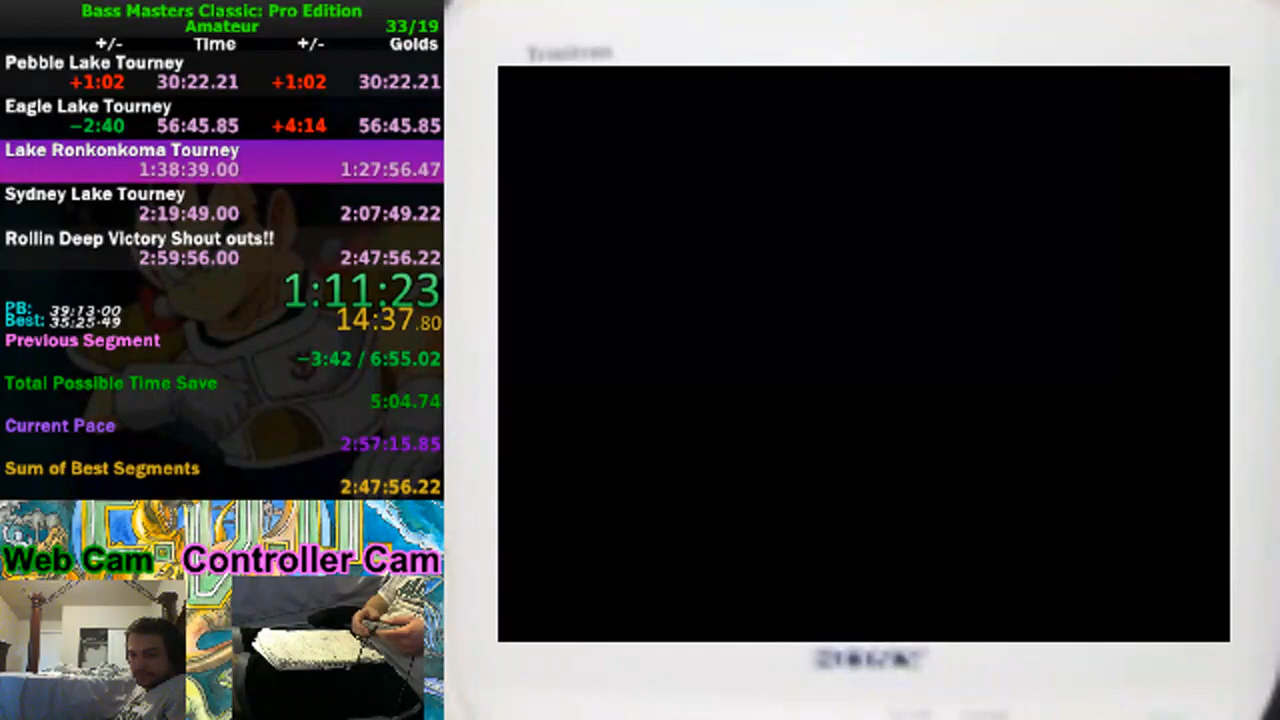 Bass Masters Classic: Pro Edition
Amateur 33/19
+/- Time +/- Golds
Pebble Lake Tourney
+1:02 30:22.21 +1:02 30:22.21
Eagle Lake Tourney
−2:40 56:45.85 +4:14 56:45.85
Lake Ronkonkoma Tourney
1:38:39.00 1:27:56.47
Sydney Lake Tourney
2:19:49.00 2:07:49.22
Rollin Deep Victory Shout outs!!
2:59:56.00 2:47:56.22
1:11:23
PB: 39:13.00
Best: 35:25.49
14:37.80
Previous Segment
−3:42 / 6:55.02
Total Possible Time Save
5:04.74
Current Pace
2:57:15.85
Sum of Best Segments
2:47:56.22
Web Cam Controller Cam
Trinitron